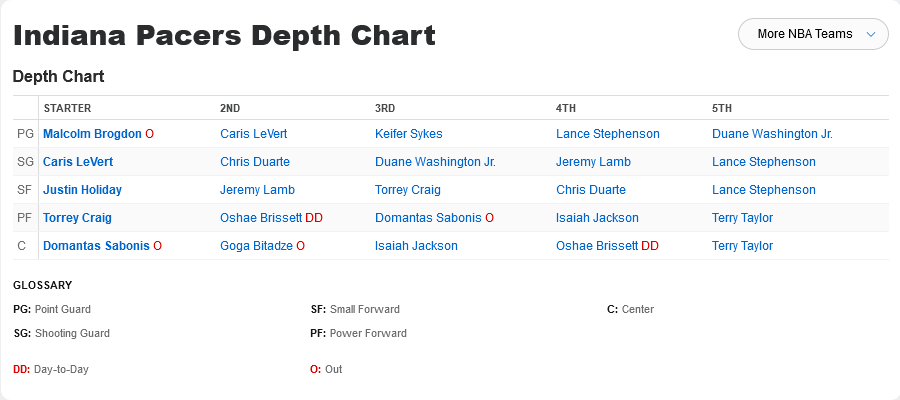 Indiana Pacers Depth Chart
More NBA Teams
Depth Chart
STARTER 2ND 3RD 4TH 5TH
PG Malcolm Brogdon O Caris LeVert Keifer Sykes Lance Stephenson Duane Washington Jr.
SG Caris LeVert Chris Duarte Duane Washington Jr. Jeremy Lamb Lance Stephenson
SF Justin Holiday Jeremy Lamb Torrey Craig Chris Duarte Lance Stephenson
PF Torrey Craig Oshae Brissett DD Domantas Sabonis O Isaiah Jackson Terry Taylor
C Domantas Sabonis O Goga Bitadze O Isaiah Jackson Oshae Brissett DD Terry Taylor
GLOSSARY
PG: Point Guard SF: Small Forward C: Center
SG: Shooting Guard PF: Power Forward
DD: Day-to-Day O: Out